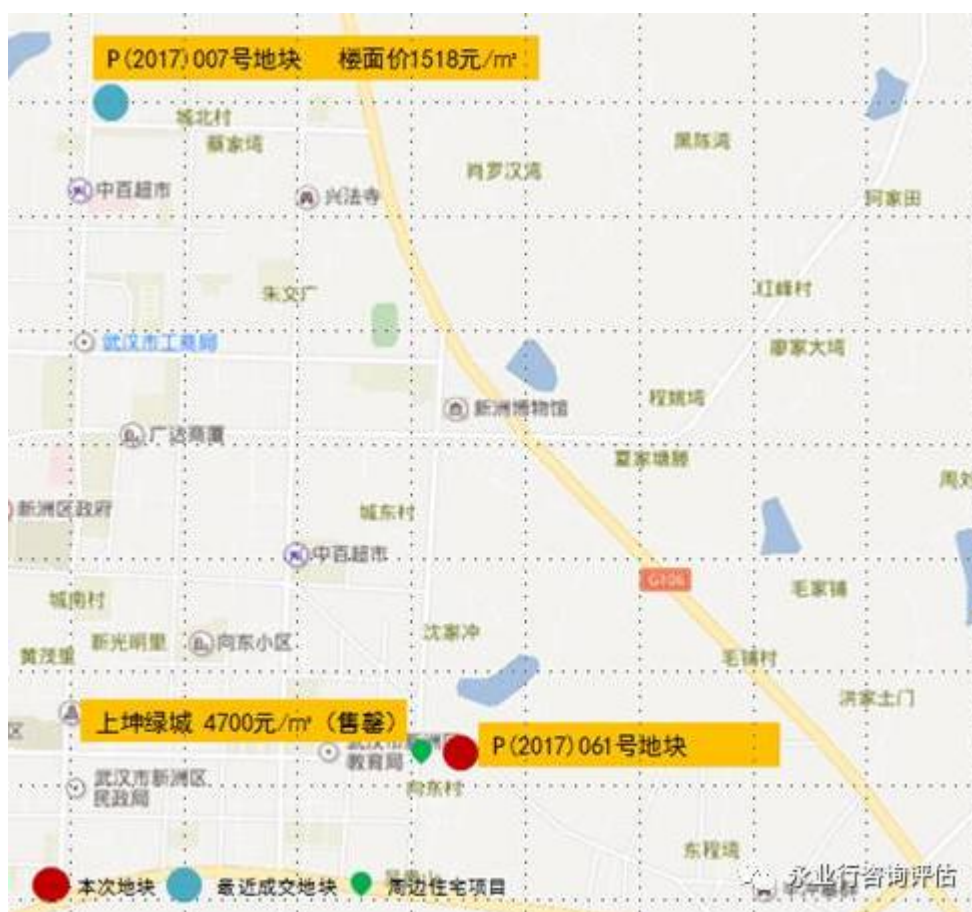 P(2017)007号地块 楼面价1518元/㎡
城北村
蔡家塆
黑陈湾
肖罗汉湾
中百超市
兴法寺
阿家田
朱文广
红峰村
武汉市工商局
廖家大塆
程姚塆
新洲博物馆
广达商厦
夏家塘滕
周刘
新洲区政府
城东村
中百超市
G106
毛家铺
城南村
沈家冲
新光明里
向东小区
黄茂里
毛铺村
洪家土门
上坤绿城 4700元/㎡（售罄）
区
P(2017)061号地块
教育局
武汉市新洲区
民政局
向东村
东程塆
本次地块
最近成交地块
周边住宅项目
永业行咨询评估